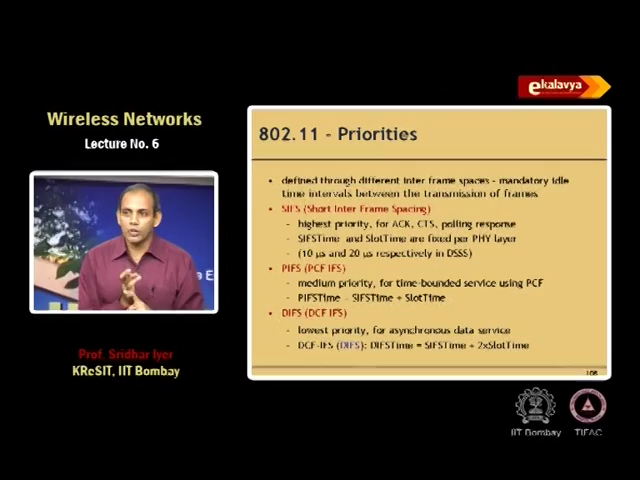 ekalavya
Wireless Networks
Lecture No. 6
802.11 - Priorities
• defined through different inter frame spaces - mandatory idle
time intervals between the transmission of frames
• SIFS (Short Inter Frame Spacing)
- highest priority, for ACK, CTS, polling response
- SIFSTime and SlotTime are fixed per PHY layer
- (10 µs and 20 µs respectively in DSSS)
• PIFS (PCF IFS)
- medium priority, for time-bounded service using PCF
- PIFSTime = SIFSTime + SlotTime
• DIFS (DCF IFS)
- lowest priority, for asynchronous data service
- DCF-IFS (DIFS): DIFSTime = SIFSTime + 2xSlotTime
Prof. Sridhar Iyer
KReSIT, IIT Bombay
IIT Bombay
TIFAC